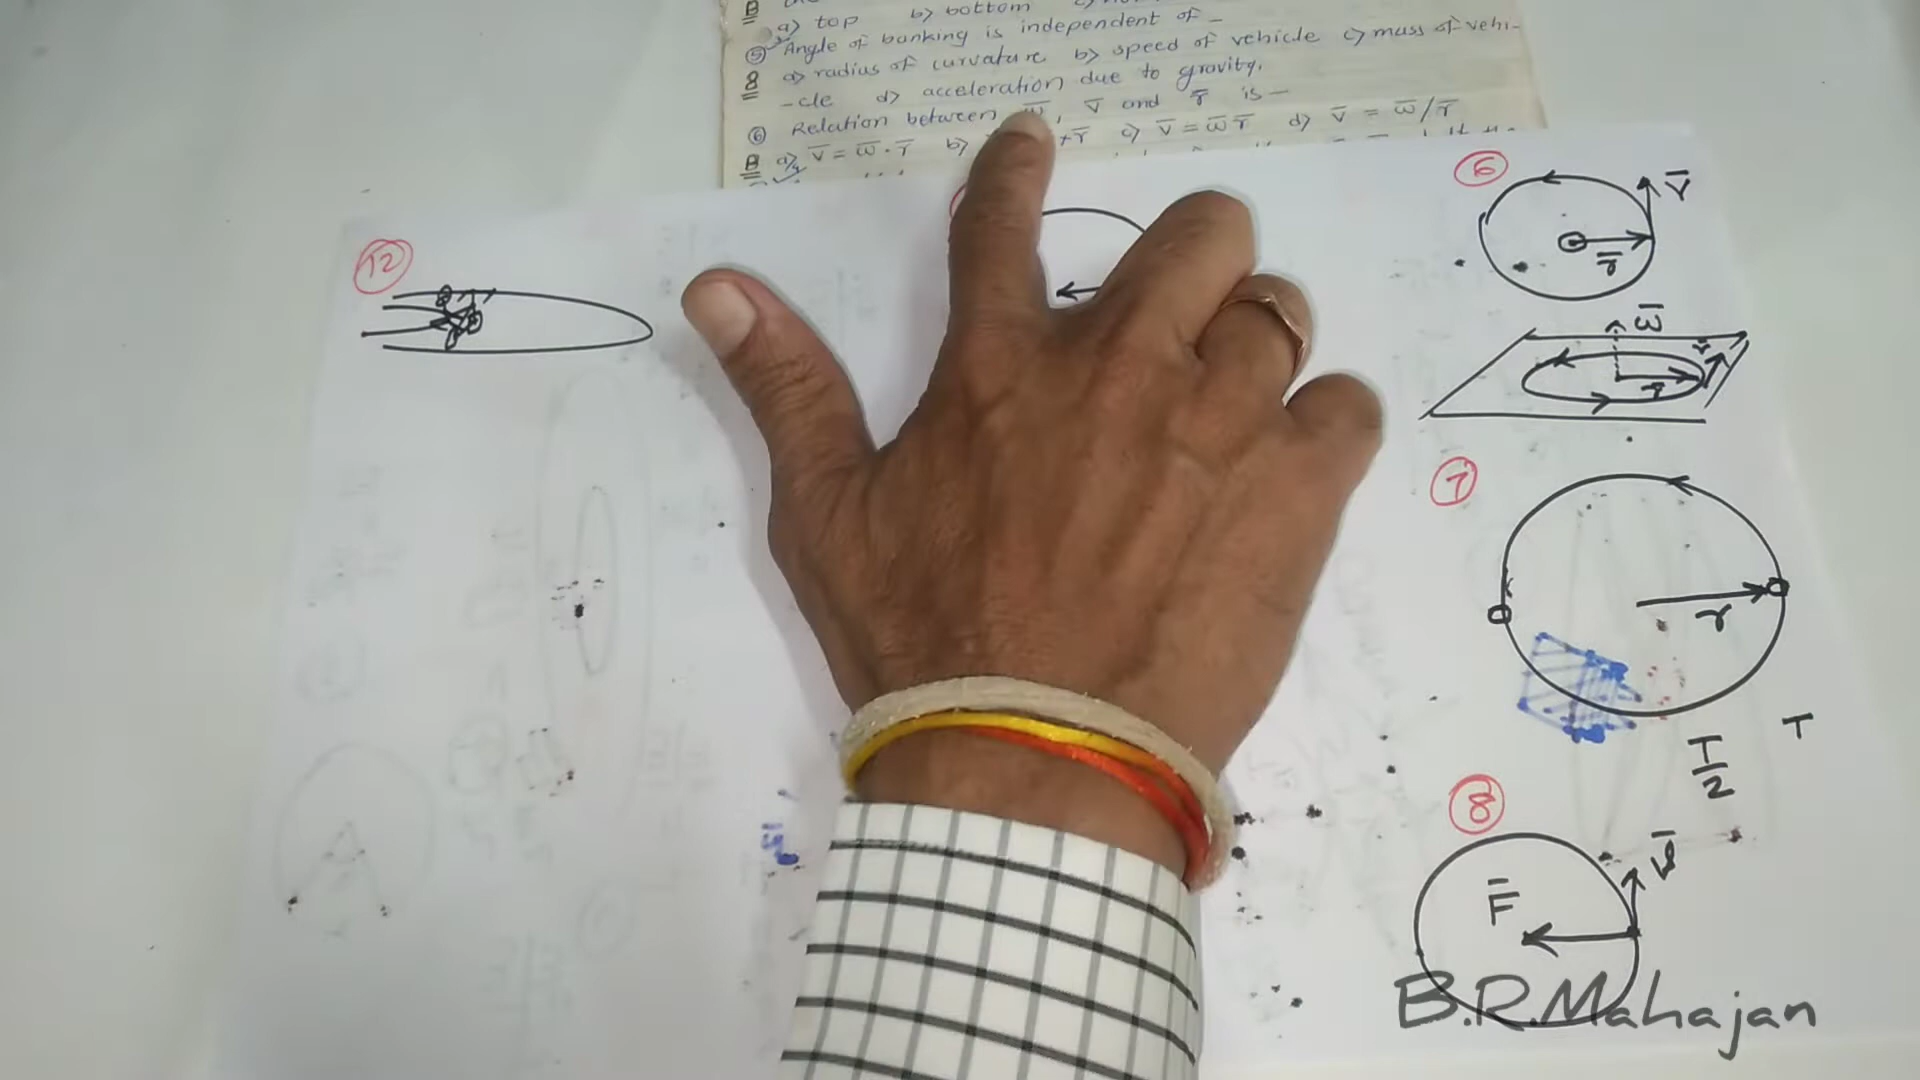 B
a) top b) bottom
⑤ Angle of banking is independent of -
8 a) radius of curvature b) speed of vehicle c) mass of vehi-
-cle d) acceleration due to gravity.
⑥ Relation between ω̅, v̅ and r̅ is -
B a) v̅ = ω̅ · r̅ b) +r̅ c) v̅ = ω̅ r̅ d) v̅ = ω̅/r̅
⑫
⑥
v̅
r̅
ω̅
v̅
r̅
⑦
r
T/2
T
⑧
v̅
F̅
B.R.Mahajan